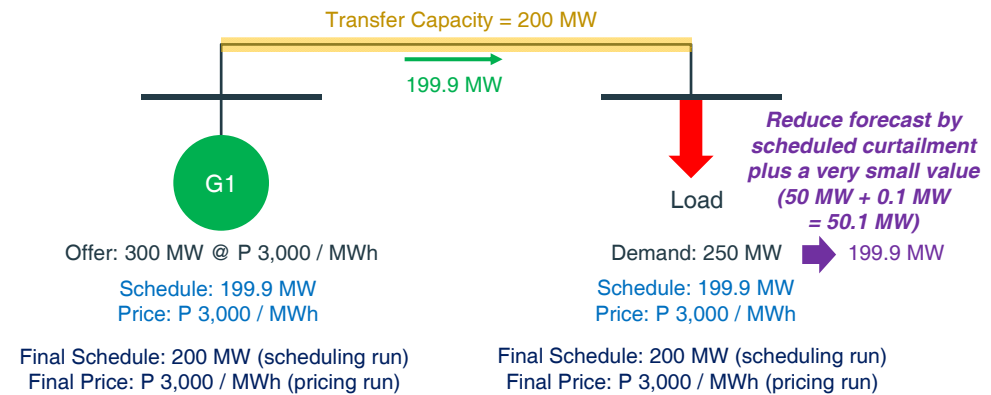 Transfer Capacity = 200 MW
199.9 MW
Reduce forecast by
scheduled curtailment
plus a very small value
(50 MW + 0.1 MW
= 50.1 MW)
G1
Load
Offer: 300 MW @ P 3,000 / MWh
Demand: 250 MW
199.9 MW
Schedule: 199.9 MW
Price: P 3,000 / MWh
Schedule: 199.9 MW
Price: P 3,000 / MWh
Final Schedule: 200 MW (scheduling run)
Final Price: P 3,000 / MWh (pricing run)
Final Schedule: 200 MW (scheduling run)
Final Price: P 3,000 / MWh (pricing run)